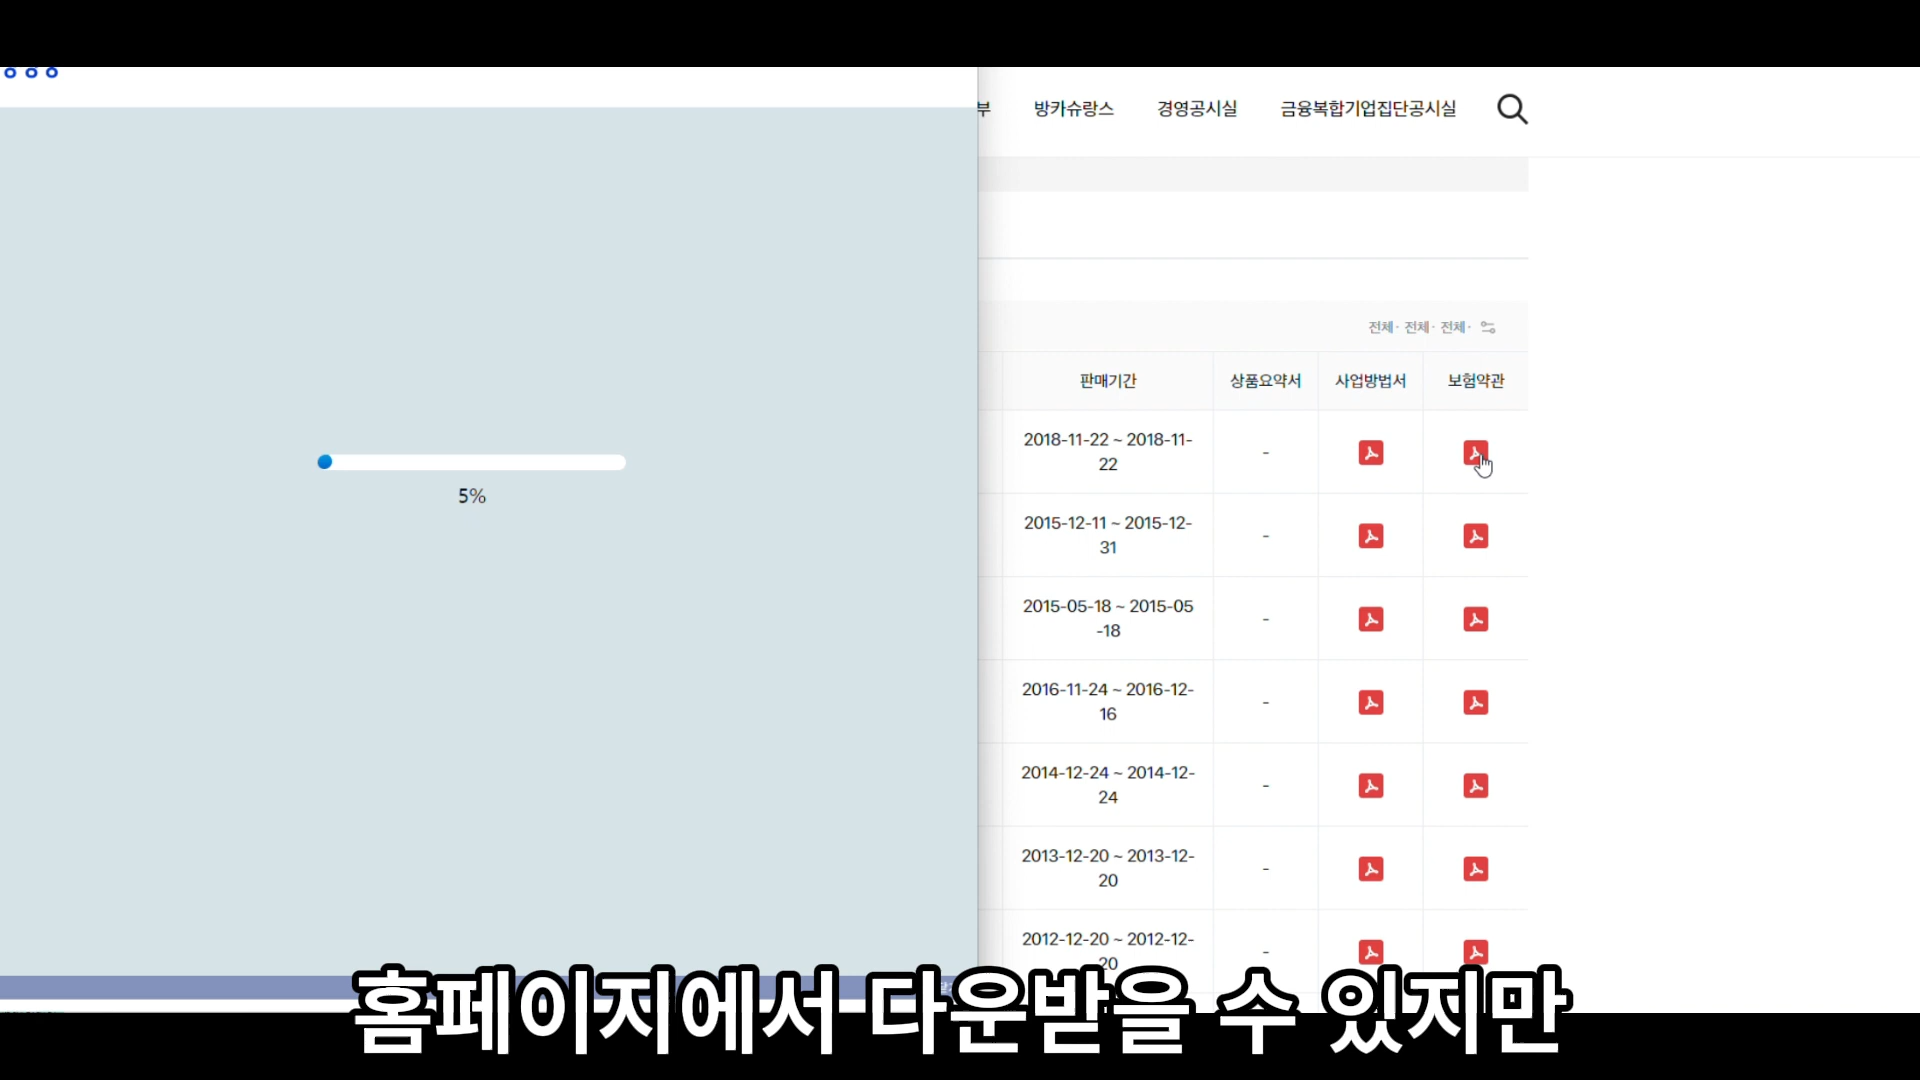 부 방카슈랑스 경영공시실 금융복합기업집단공시실
전체· 전체· 전체·
판매기간 상품요약서 사업방법서 보험약관
2018-11-22 ~ 2018-11-
22
-
2015-12-11 ~ 2015-12-
31
-
5%
2015-05-18 ~ 2015-05
-18
-
2016-11-24 ~ 2016-12-
16
-
2014-12-24 ~ 2014-12-
24
-
2013-12-20 ~ 2013-12-
20
-
2012-12-20 ~ 2012-12-
20
-
홈페이지에서 다운받을 수 있지만